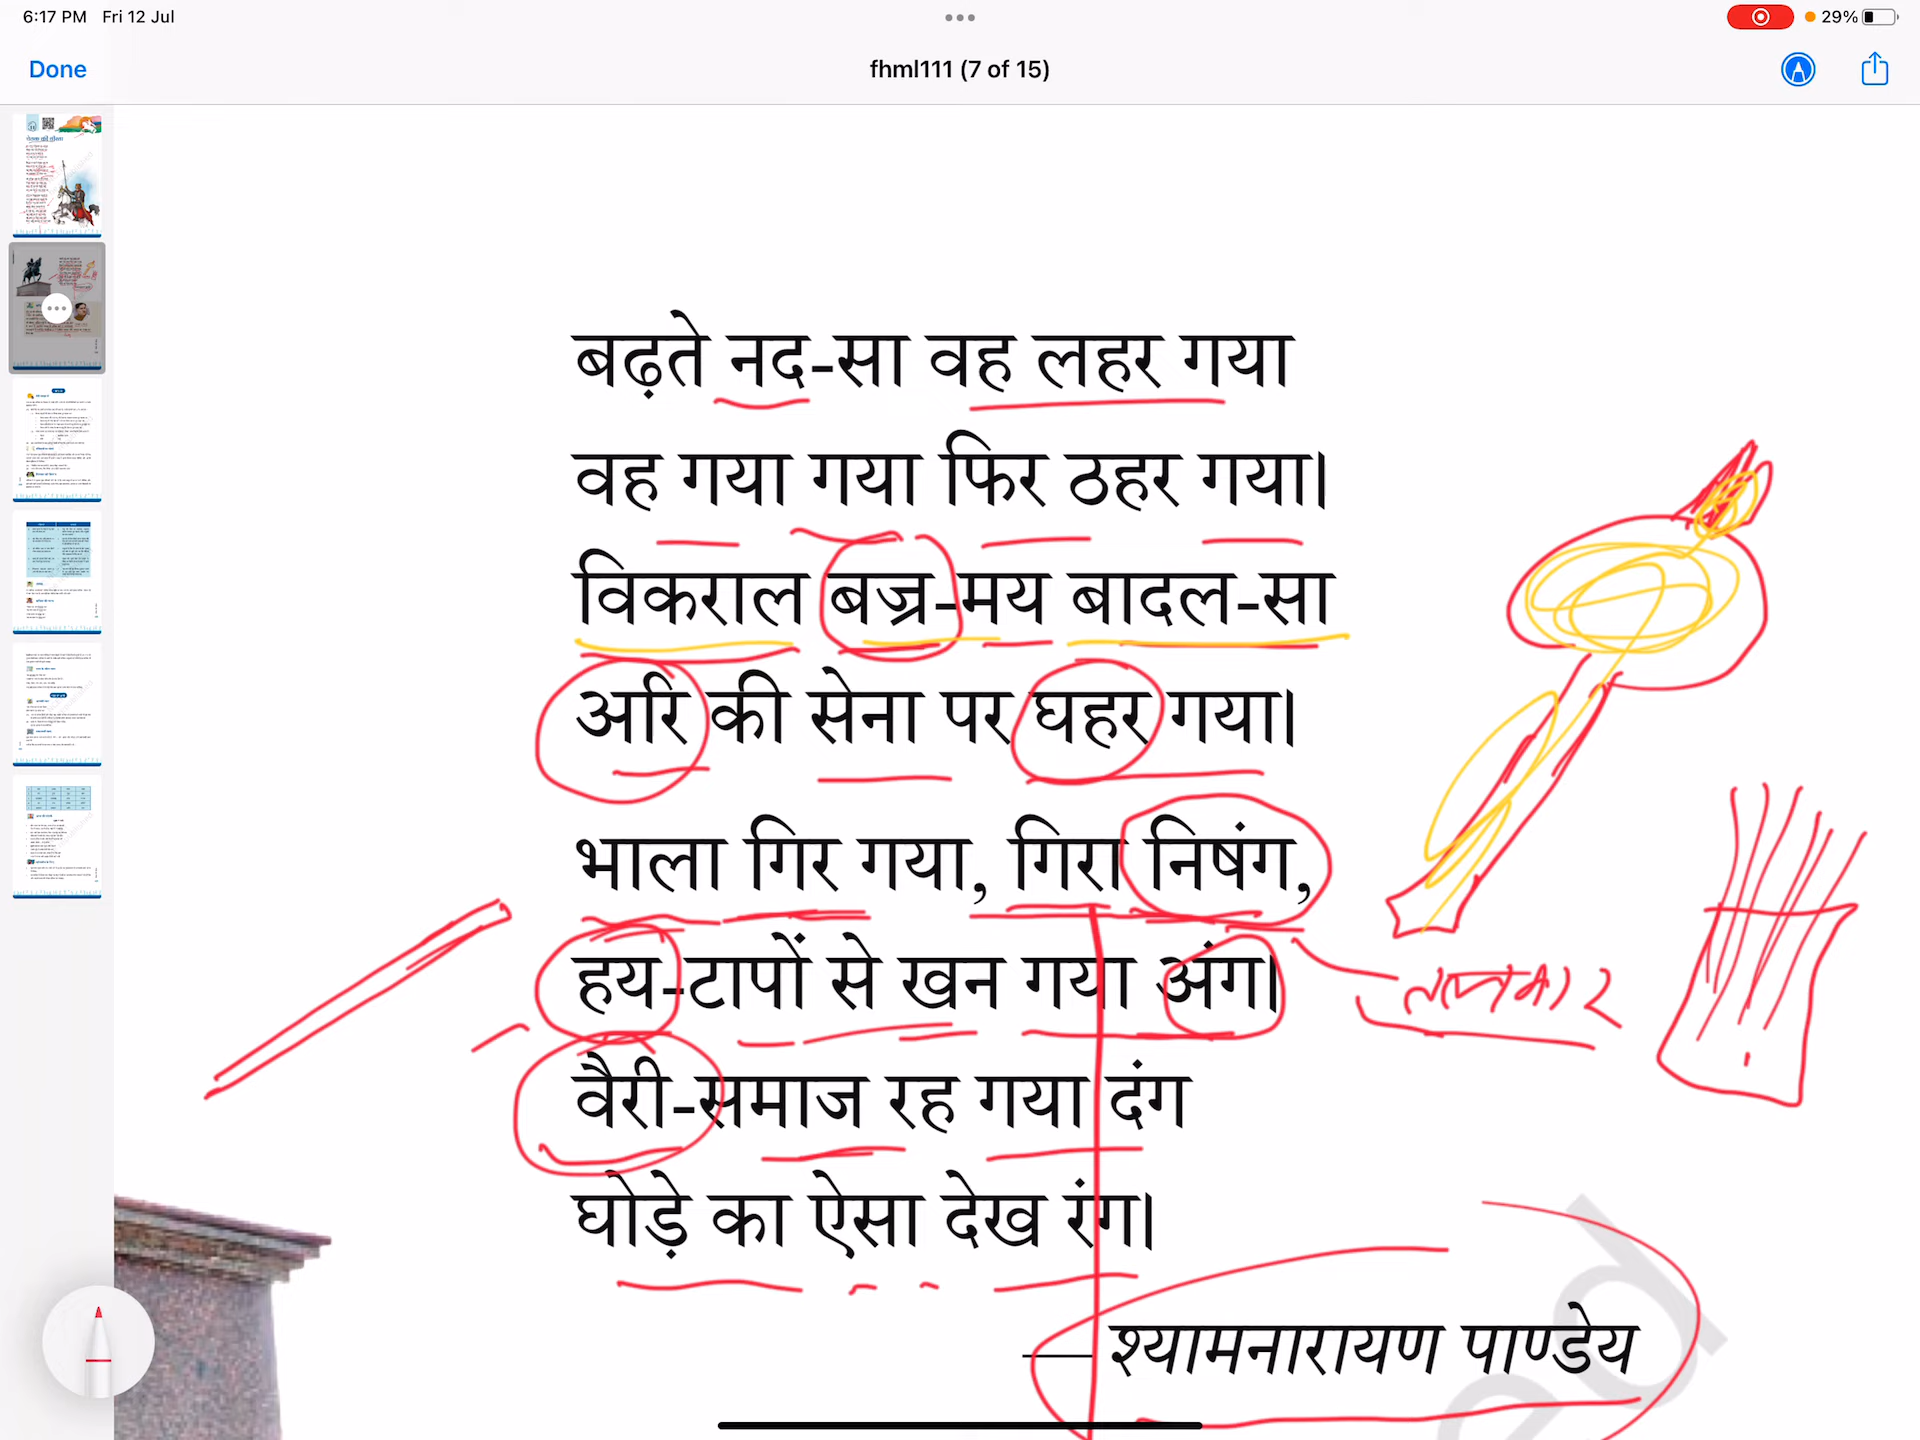 6:17 PM Fri 12 Jul
29%
Done
fhml111 (7 of 15)
बढ़ते नद-सा वह लहर गया
वह गया गया फिर ठहर गया।
विकराल बज्र-मय बादल-सा
अरि की सेना पर घहर गया।
भाला गिर गया, गिरा निषंग,
हय-टापों से खन गया अंग।
वैरी-समाज रह गया दंग
घोड़े का ऐसा देख रंग।
— श्यामनारायण पाण्डेय